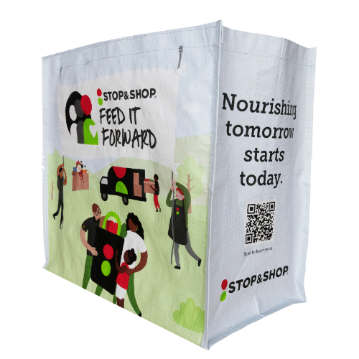 STOP&SHOP.
FEED IT
FORWARD
Nourishing
tomorrow
starts
today.
STOP&SHOP.